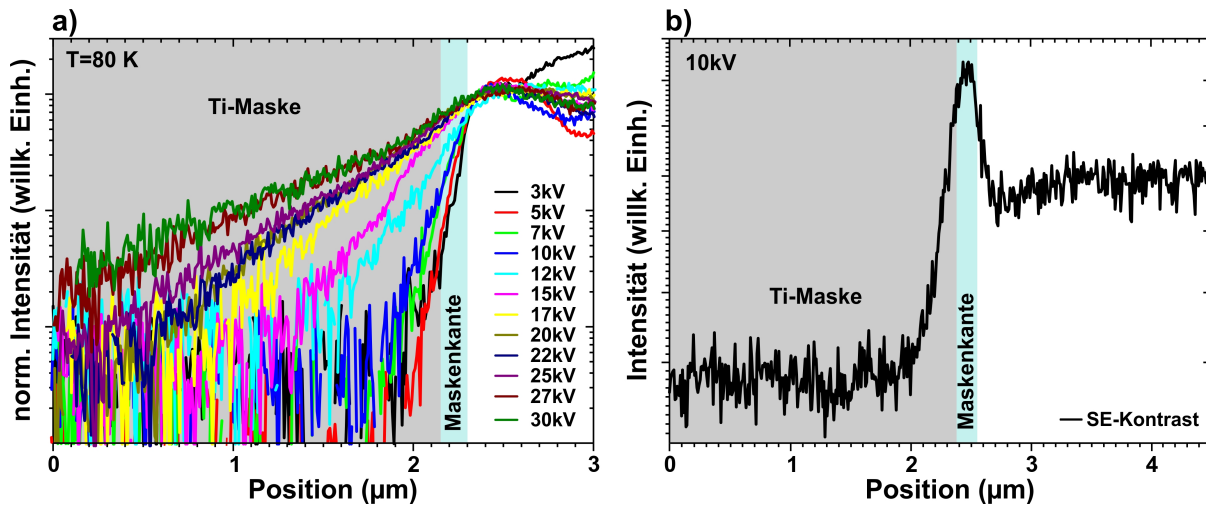 a)
T=80 K
Ti-Maske
norm. Intensität (willk. Einh.)
3kV
5kV
7kV
10kV
12kV
15kV
17kV
20kV
22kV
25kV
27kV
30kV
Maskenkante
0 1 2 3
Position (µm)
b)
10kV
Intensität (willk. Einh.)
Ti-Maske
Maskenkante
SE-Kontrast
0 1 2 3 4
Position (µm)